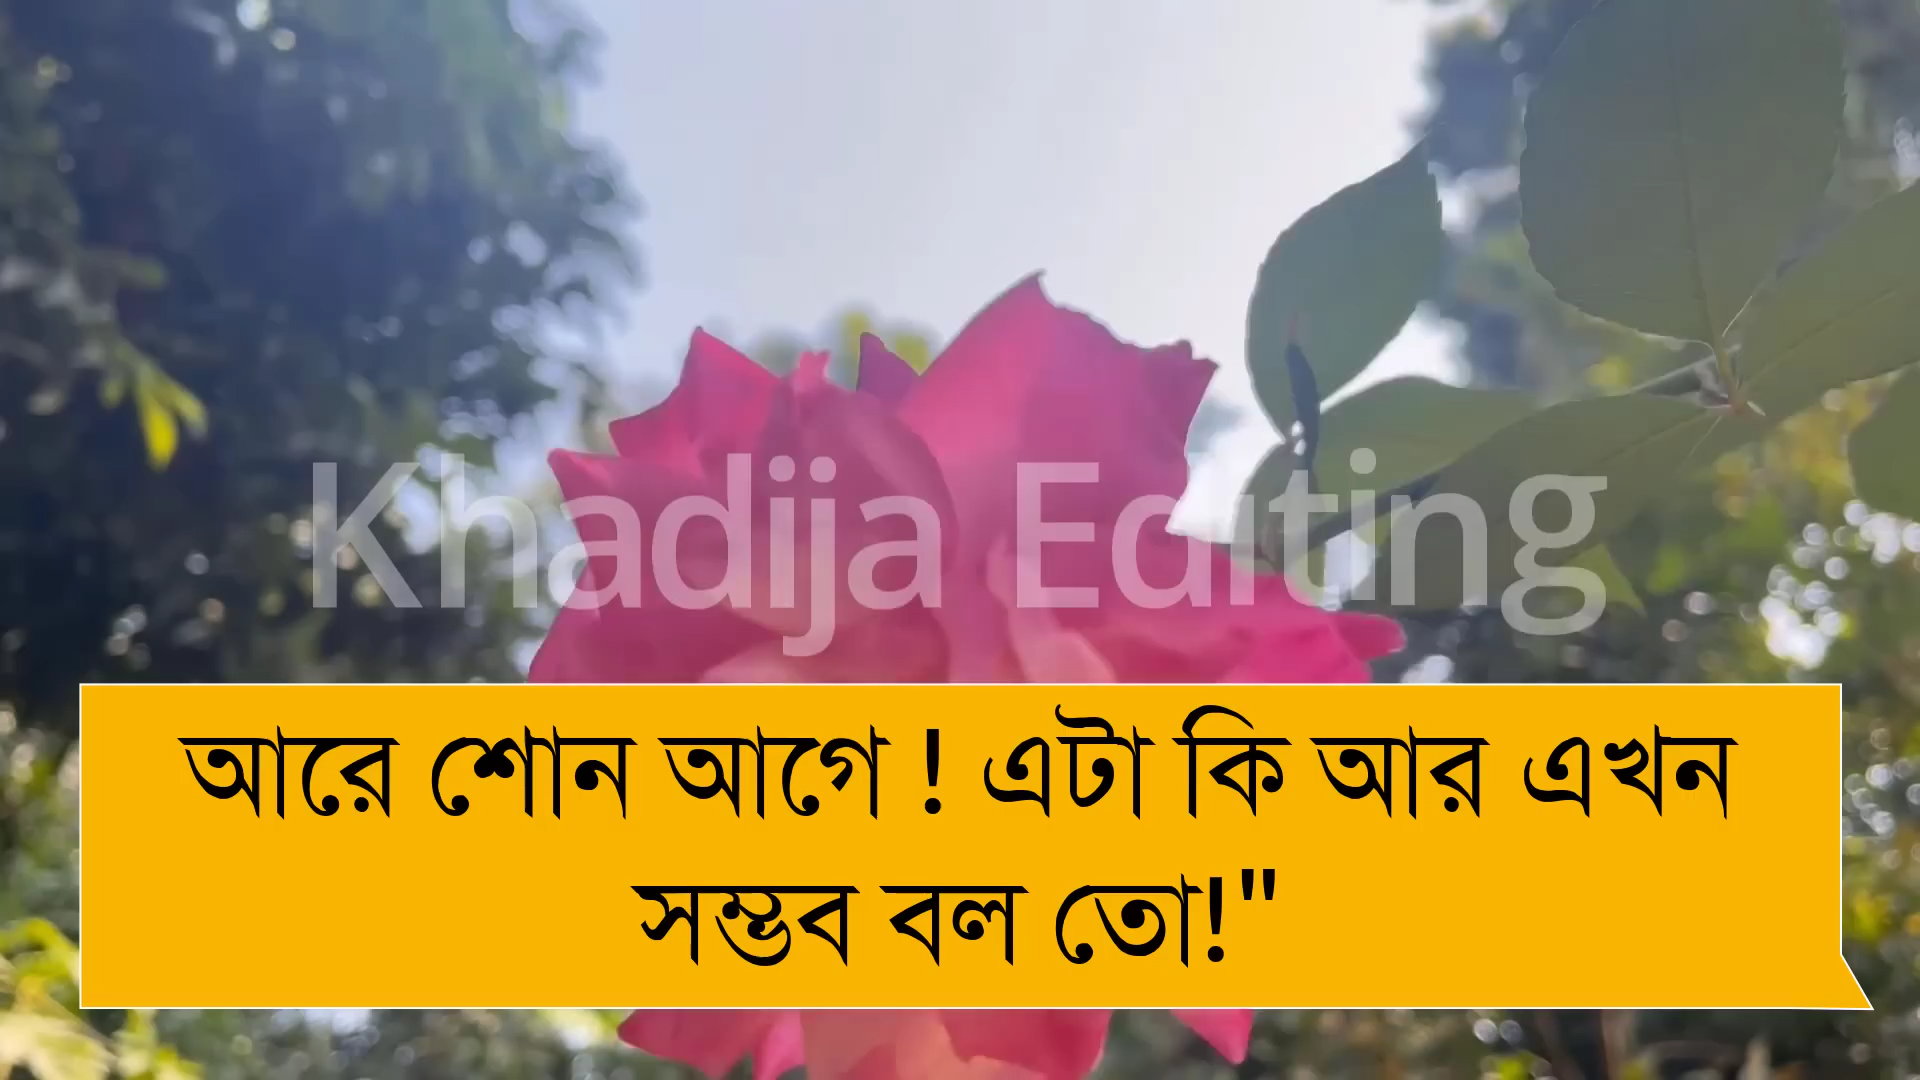 Khadija Editing
আরে শোন আগে ! এটা কি আর এখন
সম্ভব বল তো!"